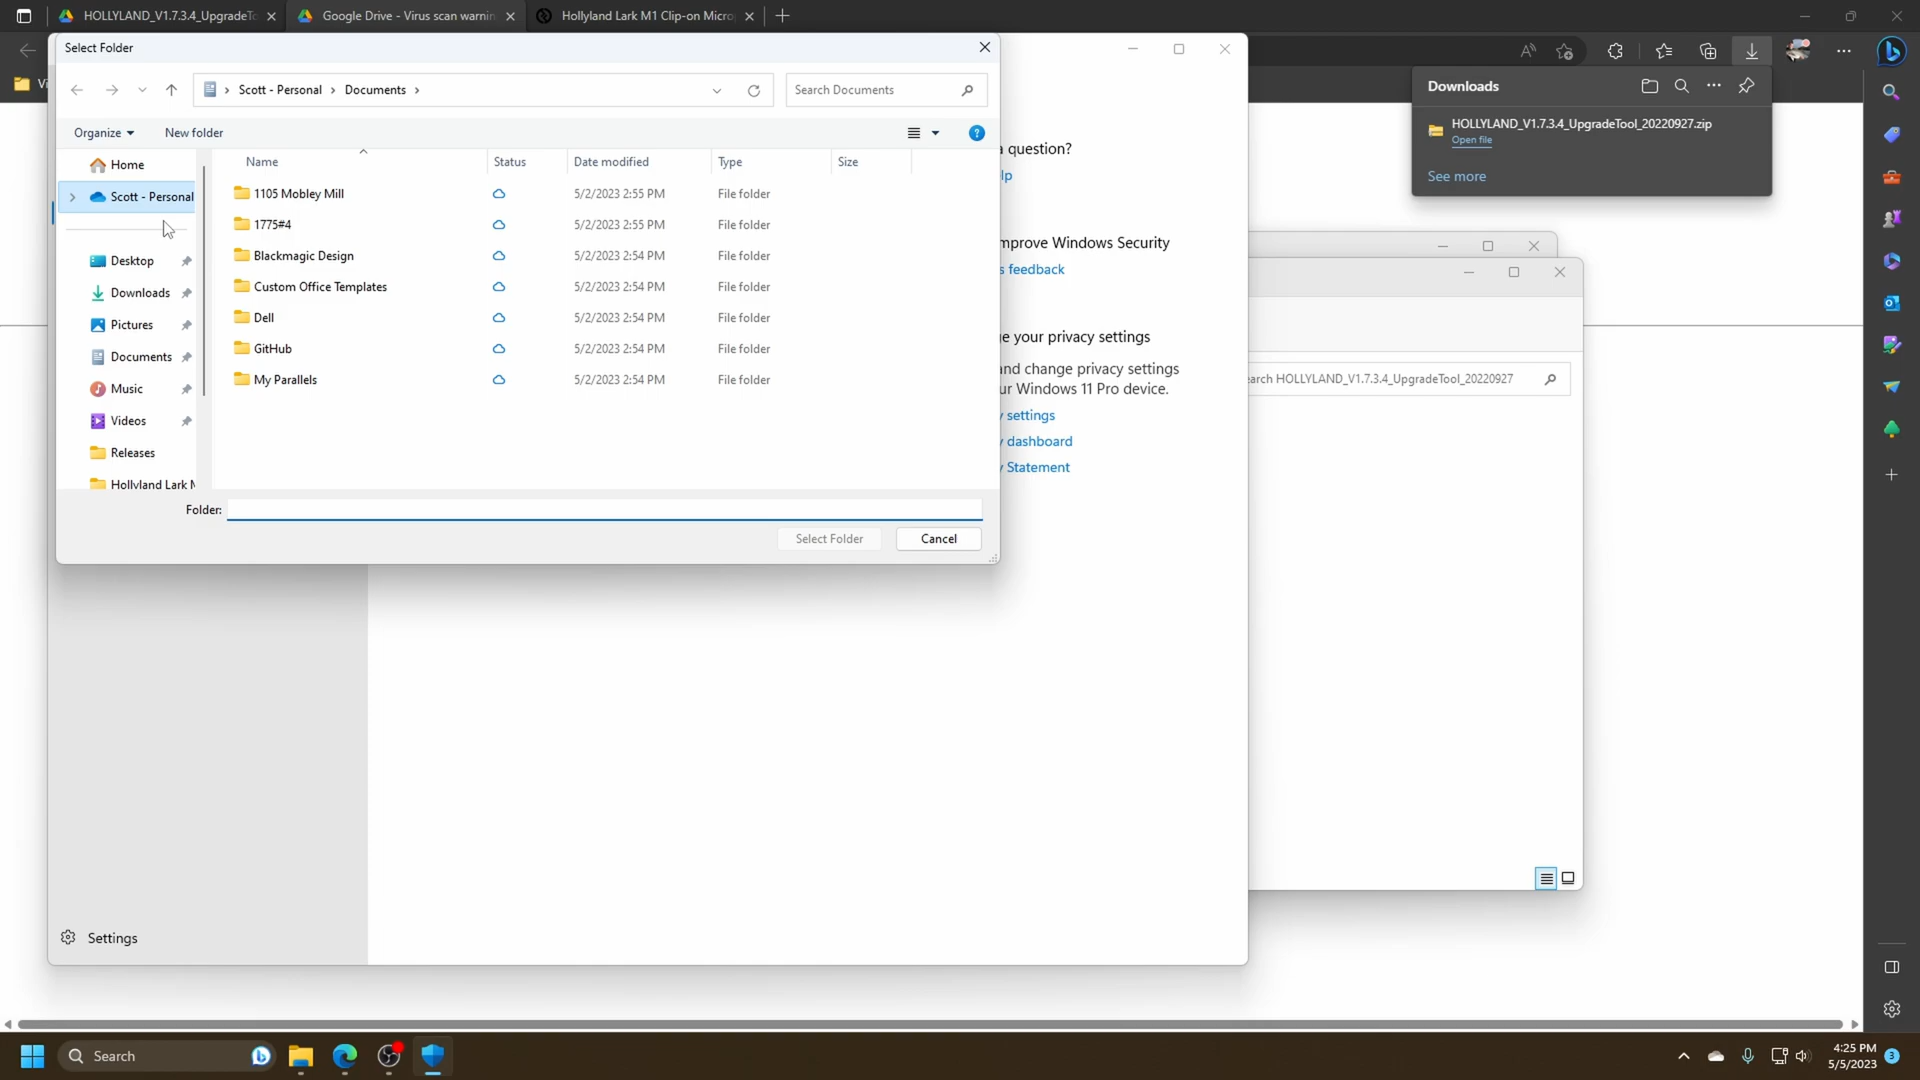 HOLLYLAND_V1.7.3.4_UpgradeTo
Google Drive - Virus scan warnin
Hollyland Lark M1 Clip-on Micro
Select Folder
Vi
Scott - Personal
Documents
Search Documents
Downloads
HOLLYLAND_V1.7.3.4_UpgradeTool_20220927.zip
Open file
See more
Organize
New folder
Name
Status
Date modified
Type
Size
Home
Scott - Personal
Desktop
Downloads
Pictures
Documents
Music
Videos
Releases
Hollyland Lark M
1105 Mobley Mill
5/2/2023 2:55 PM
File folder
1775#4
5/2/2023 2:55 PM
File folder
Blackmagic Design
5/2/2023 2:54 PM
File folder
Custom Office Templates
5/2/2023 2:54 PM
File folder
Dell
5/2/2023 2:54 PM
File folder
GitHub
5/2/2023 2:54 PM
File folder
My Parallels
5/2/2023 2:54 PM
File folder
Folder:
Select Folder
Cancel
a question?
lp
mprove Windows Security
s feedback
e your privacy settings
and change privacy settings
ur Windows 11 Pro device.
y settings
y dashboard
y Statement
earch HOLLYLAND_V1.7.3.4_UpgradeTool_20220927
Settings
Search
4:25 PM
5/5/2023
3